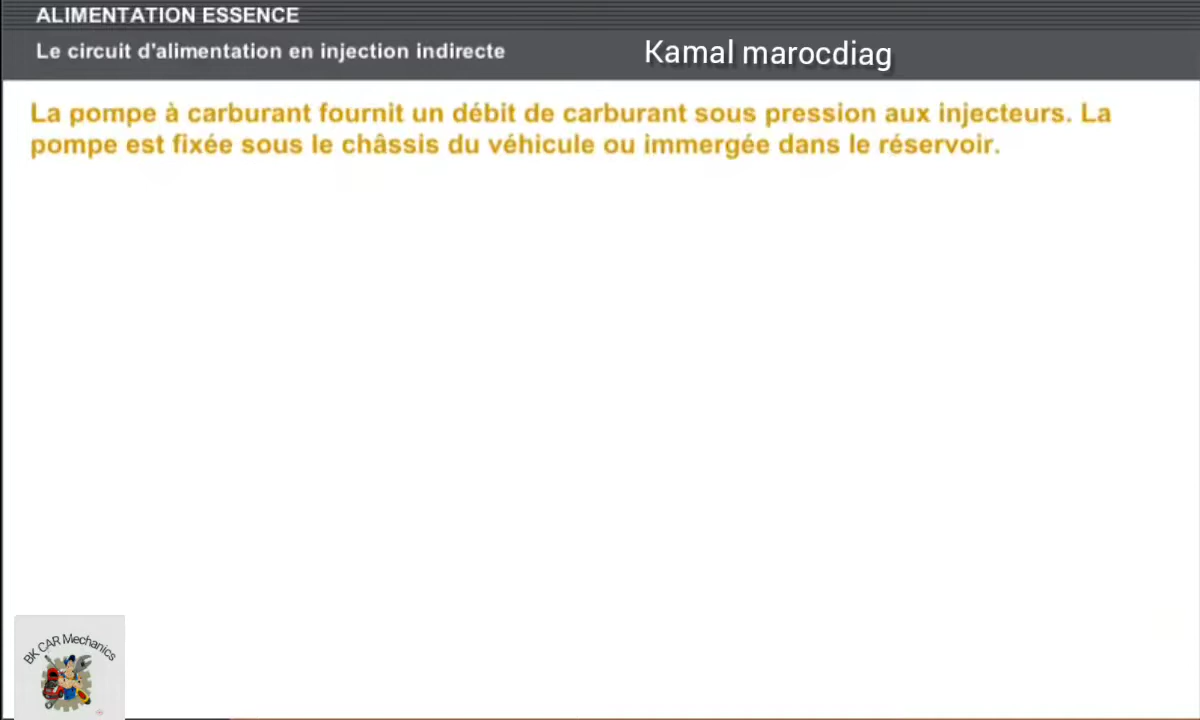 ALIMENTATION ESSENCE
Le circuit d'alimentation en injection indirecte
Kamal marocdiag
La pompe à carburant fournit un débit de carburant sous pression aux injecteurs. La
pompe est fixée sous le châssis du véhicule ou immergée dans le réservoir.
BK CAR Mechanics